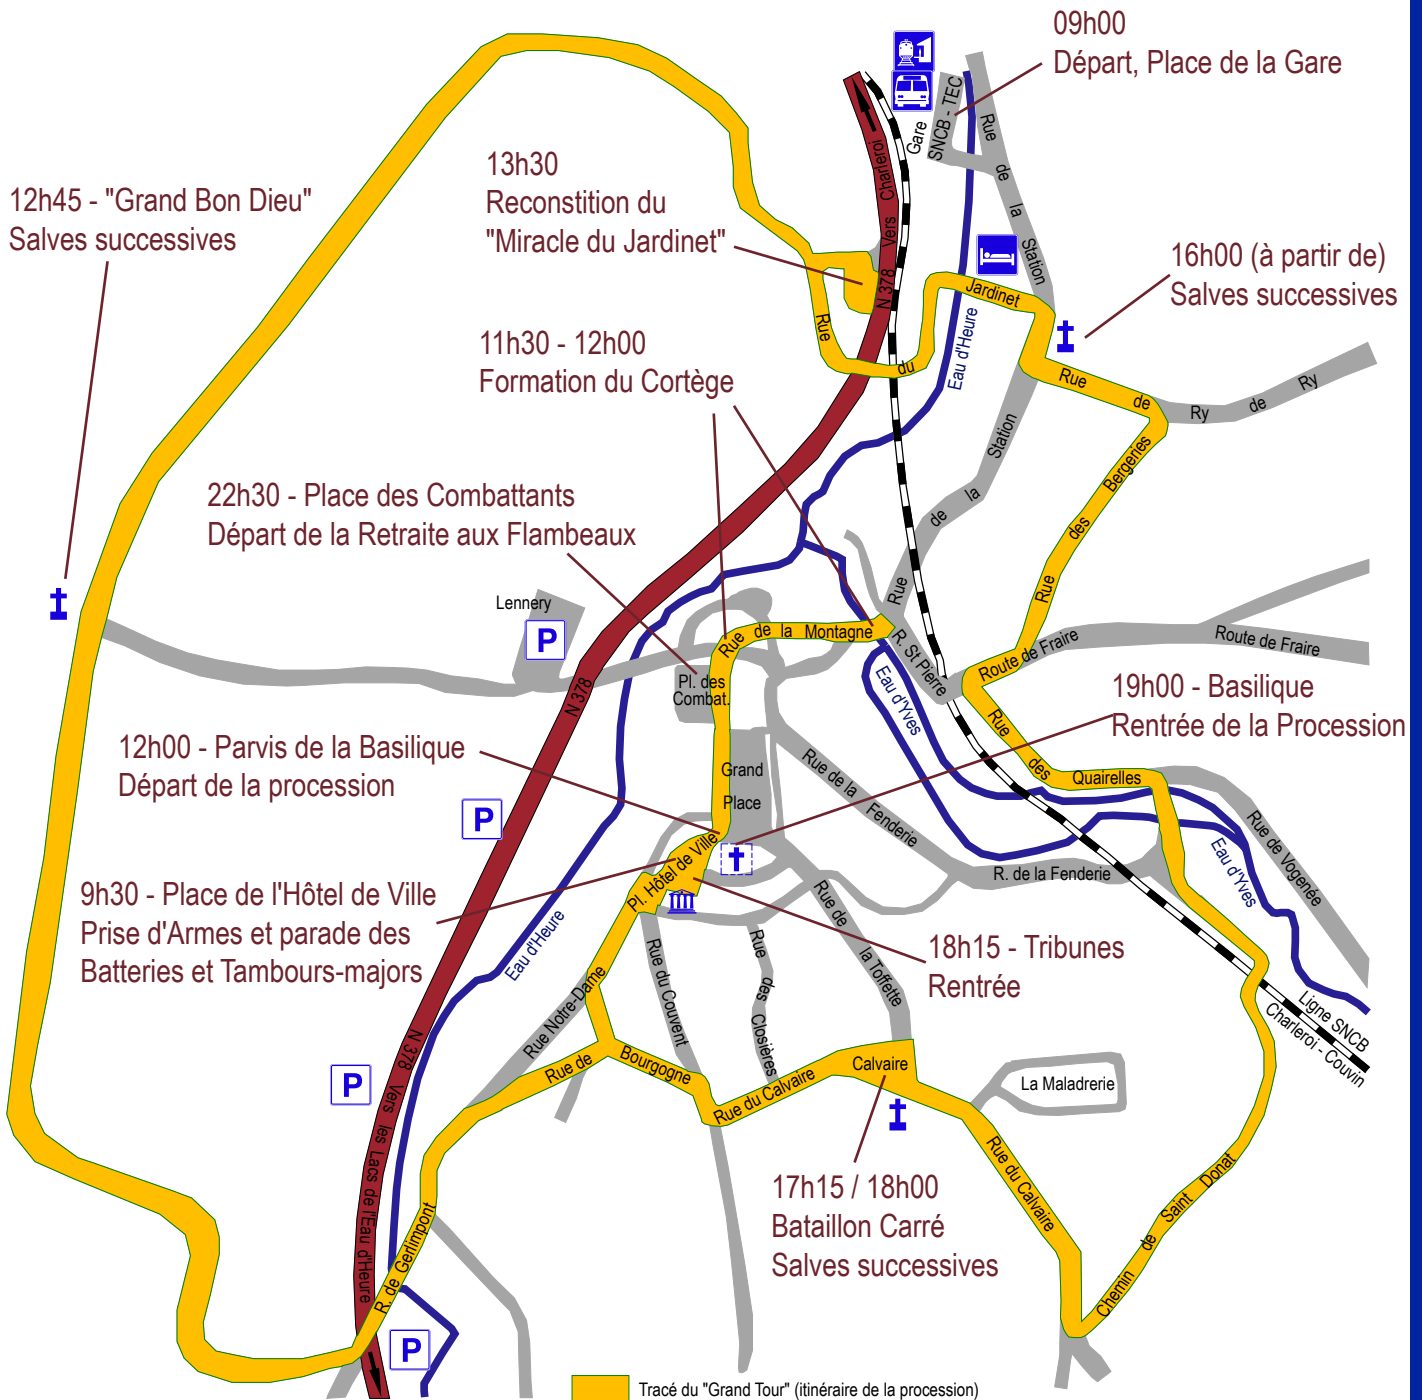 09h00
Départ, Place de la Gare
Gare
SNCB - TEC
Rue de la Station
Vers Charleroi
N 378
13h30
Reconstition du
"Miracle du Jardinet"
12h45 - "Grand Bon Dieu"
Salves successives
16h00 (à partir de)
Salves successives
Rue du Jardinet
Eau d'Heure
11h30 - 12h00
Formation du Cortège
Rue de
Ry de Ry
Rue des Bergeries
Rue de la Station
22h30 - Place des Combattants
Départ de la Retraite aux Flambeaux
Lennery
P
Rue de la Montagne
R. St Pierre
Route de Fraire
Route de Fraire
Pl. des
Combat.
Eau d'Yves
N 378
19h00 - Basilique
Rentrée de la Procession
12h00 - Parvis de la Basilique
Départ de la procession
Grand
Place
Rue de la Fenderie
Rue des Quairelles
P
Rue de Vogenée
Eau d'Yves
R. de la Fenderie
Pl. Hôtel de Ville
9h30 - Place de l'Hôtel de Ville
Prise d'Armes et parade des
Batteries et Tambours-majors
Eau d'Heure
Rue de la Toffette
18h15 - Tribunes
Rentrée
Rue Notre-Dame
Rue du Couvent
Rue des Closières
Ligne SNCB
Charleroi - Couvin
N 378 Vers les Lacs de l'Eau d'Heure
P
Rue de Bourgogne
Rue du Calvaire
Calvaire
La Maladrerie
Rue du Calvaire
Chemin de Saint Donat
17h15 / 18h00
Bataillon Carré
Salves successives
R. de Gerlimpont
P
Tracé du "Grand Tour" (itinéraire de la procession)